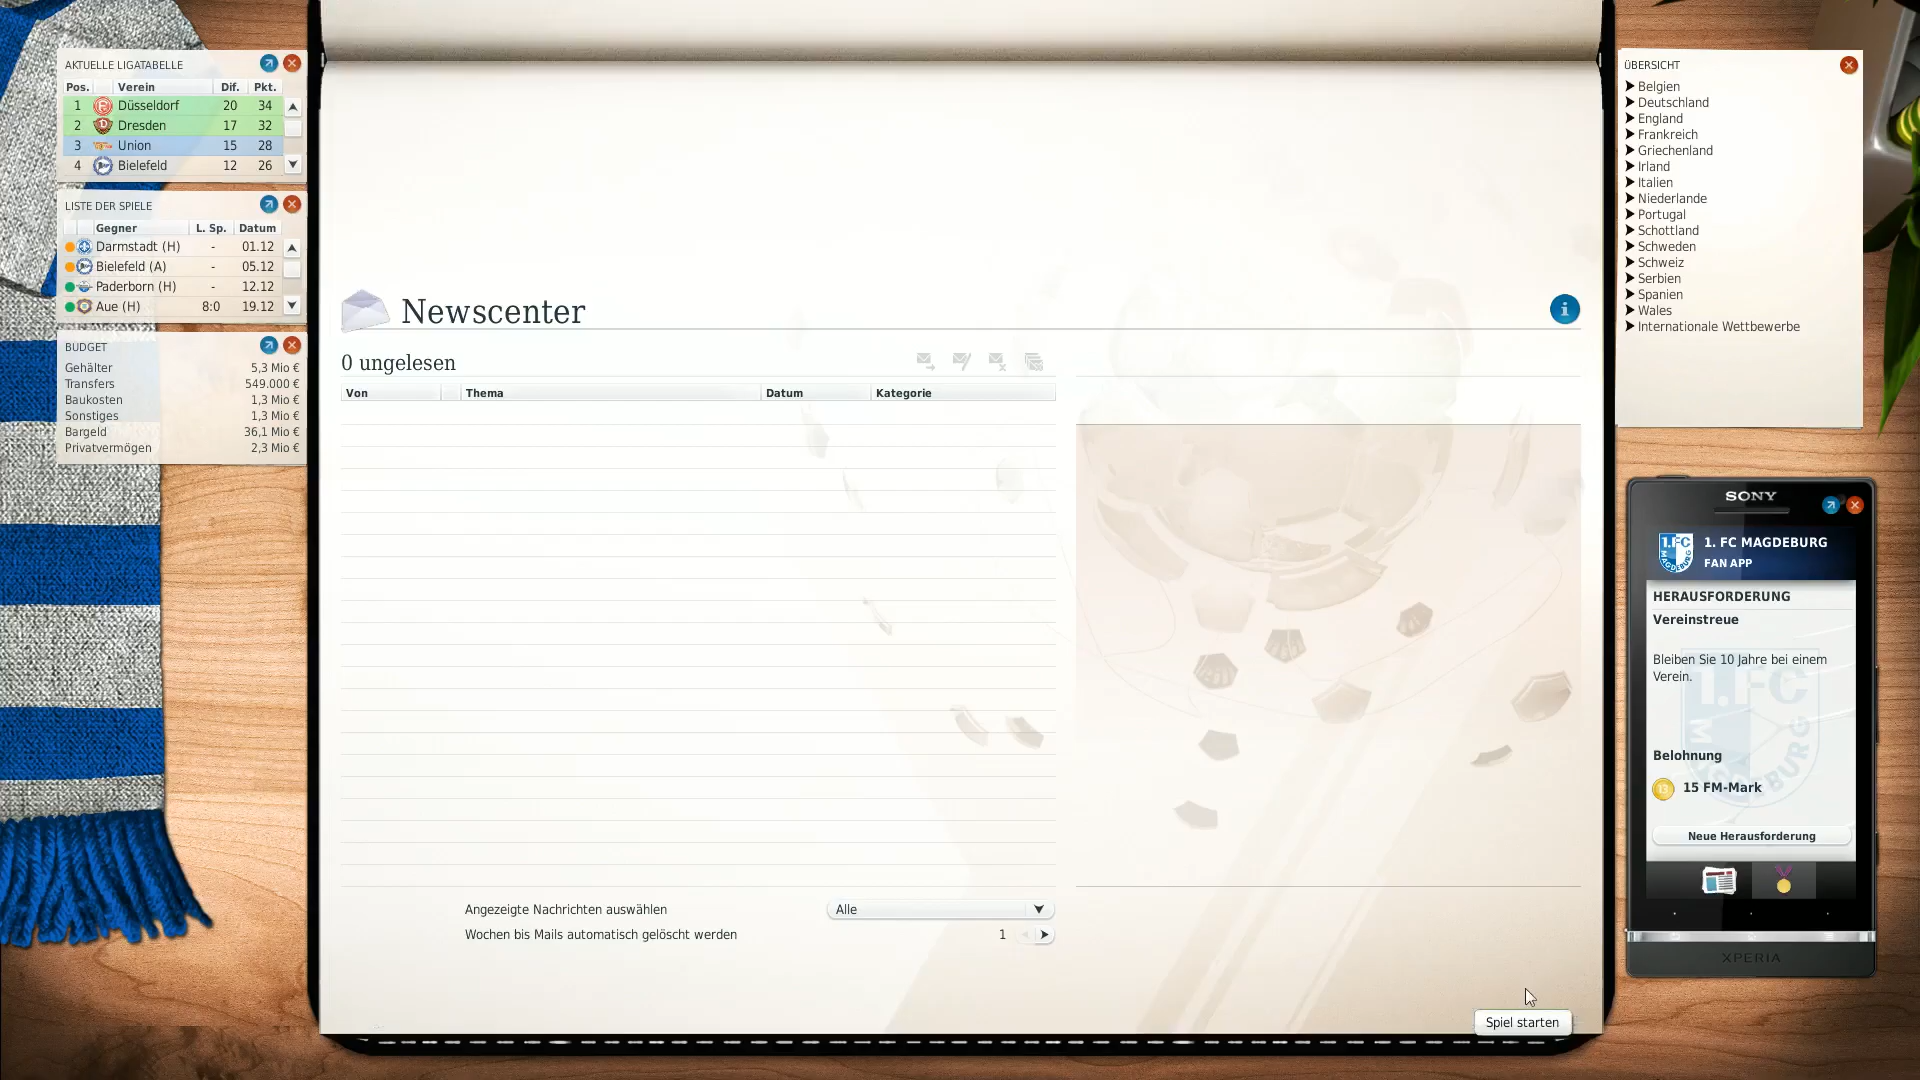 AKTUELLE LIGATABELLE
Pos. Verein Dif. Pkt.
1 Düsseldorf 20 34
2 Dresden 17 32
3 Union 15 28
4 Bielefeld 12 26
LISTE DER SPIELE
Gegner L. Sp. Datum
Darmstadt (H) - 01.12
Bielefeld (A) - 05.12
Paderborn (H) - 12.12
Aue (H) 8:0 19.12
BUDGET
Gehälter 5,3 Mio €
Transfers 549.000 €
Baukosten 1,3 Mio €
Sonstiges 1,3 Mio €
Bargeld 36,1 Mio €
Privatvermögen 2,3 Mio €
Newscenter
0 ungelesen
Von Thema Datum Kategorie
Angezeigte Nachrichten auswählen Alle
Wochen bis Mails automatisch gelöscht werden 1
Spiel starten
ÜBERSICHT
Belgien
Deutschland
England
Frankreich
Griechenland
Irland
Italien
Niederlande
Portugal
Schottland
Schweden
Schweiz
Serbien
Spanien
Wales
Internationale Wettbewerbe
SONY
1.FC MAGDEBURG
1. FC MAGDEBURG
FAN APP
HERAUSFORDERUNG
Vereinstreue
Bleiben Sie 10 Jahre bei einem
Verein.
1.FC MAGDEBURG
Belohnung
15 FM-Mark
Neue Herausforderung
XPERIA